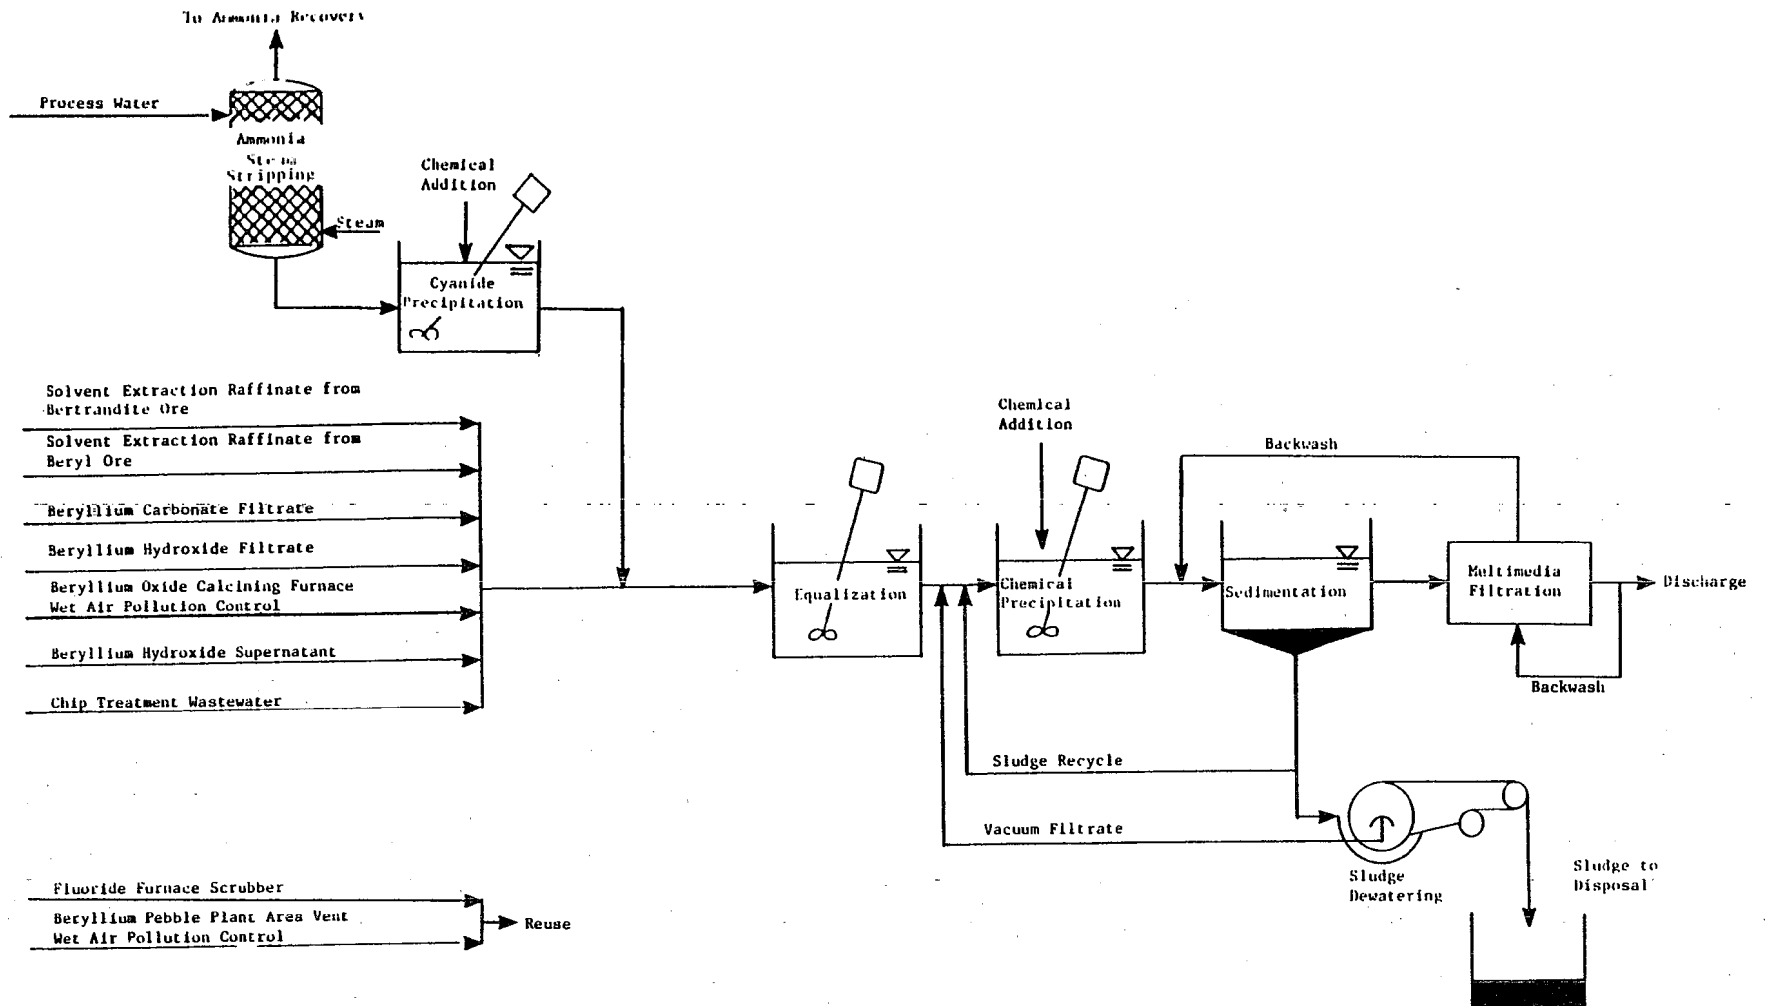 To Ammonia Recovery
Process Water
Ammonia
Steam
Stripping
Steam
Chemical
Addition
Cyanide
Precipitation
Solvent Extraction Raffinate from
Bertrandite Ore
Solvent Extraction Raffinate from
Beryl Ore
Beryllium Carbonate Filtrate
Beryllium Hydroxide Filtrate
Beryllium Oxide Calcining Furnace
Wet Air Pollution Control
Beryllium Hydroxide Supernatant
Chip Treatment Wastewater
Equalization
Chemical
Addition
Chemical
Precipitation
Backwash
Sedimentation
Multimedia
Filtration
Discharge
Backwash
Sludge Recycle
Vacuum Filtrate
Sludge
Dewatering
Sludge to
Disposal
Fluoride Furnace Scrubber
Beryllium Pebble Plant Area Vent
Wet Air Pollution Control
Reuse